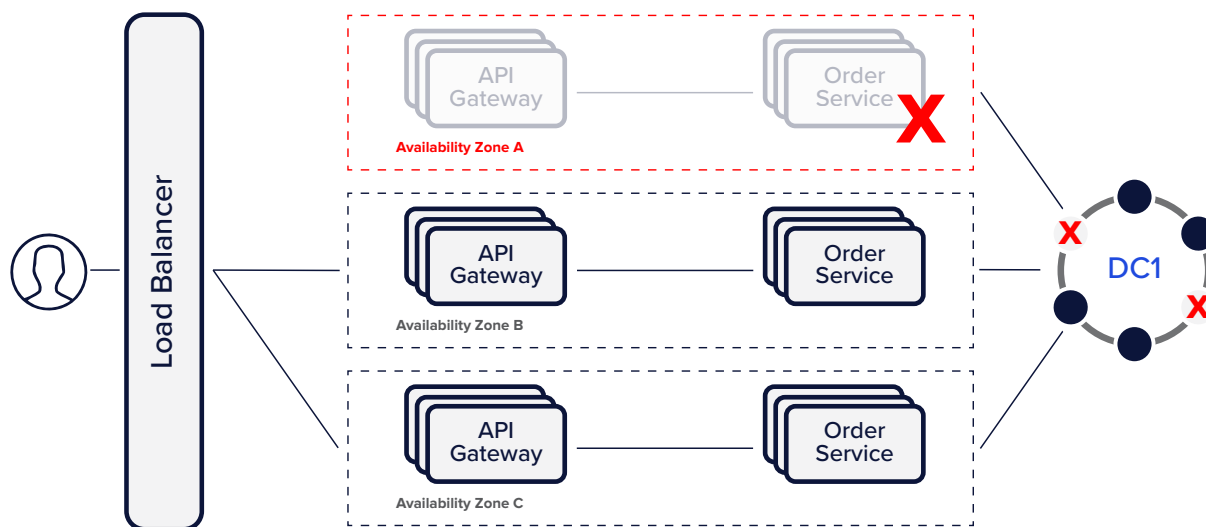 Load Balancer
API
Gateway
Order
Service
X
Availability Zone A
API
Gateway
Order
Service
Availability Zone B
API
Gateway
Order
Service
Availability Zone C
X
DC1
X